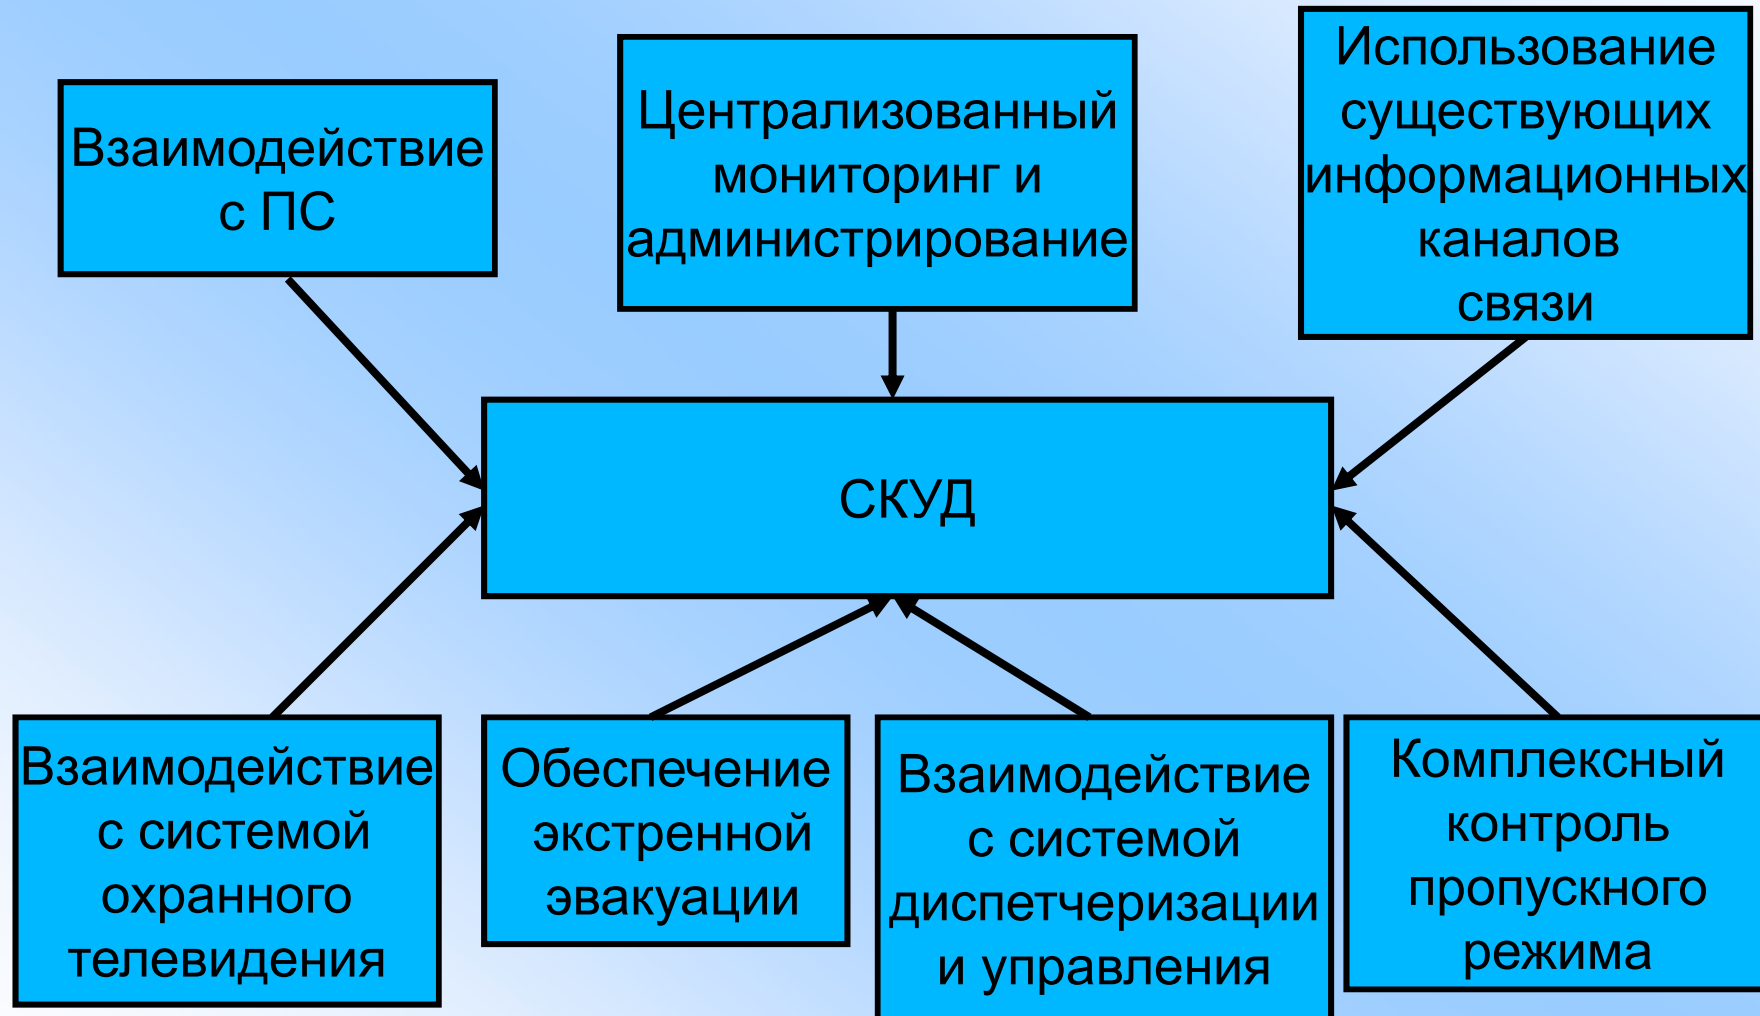 Взаимодействие
с ПС
Централизованный
мониторинг и
администрирование
Использование
существующих
информационных
каналов
связи
СКУД
Взаимодействие
с системой
охранного
телевидения
Обеспечение
экстренной
эвакуации
Взаимодействие
с системой
диспетчеризации
и управления
Комплексный
контроль
пропускного
режима